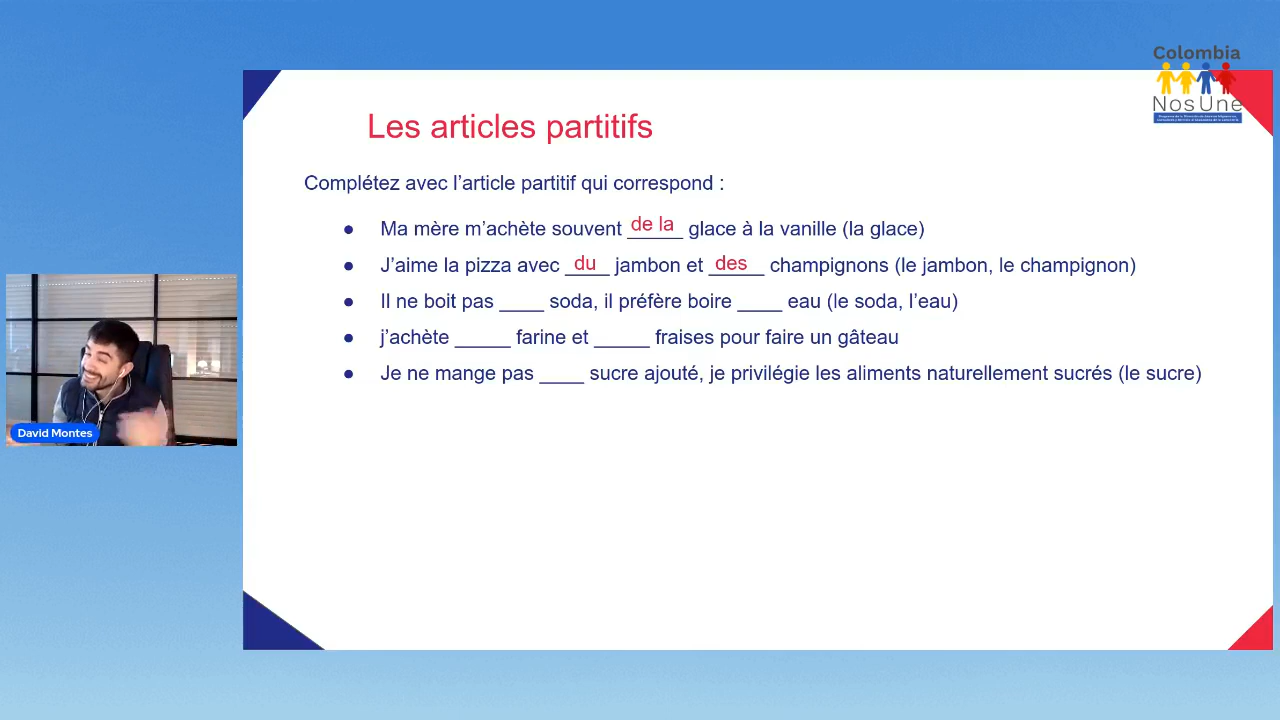 Colombia
NosUne
Les articles partitifs
Complétez avec l’article partitif qui correspond :
● Ma mère m’achète souvent de la glace à la vanille (la glace)
● J’aime la pizza avec du jambon et des champignons (le jambon, le champignon)
● Il ne boit pas ____ soda, il préfère boire ____ eau (le soda, l’eau)
● j’achète _____ farine et _____ fraises pour faire un gâteau
● Je ne mange pas ____ sucre ajouté, je privilégie les aliments naturellement sucrés (le sucre)
David Montes